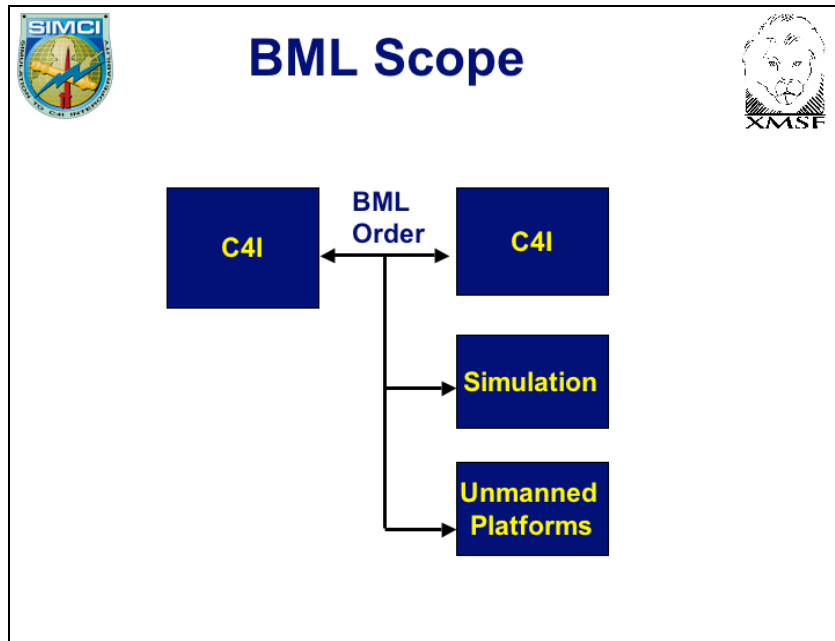 SIMCI
SIMULATION TO C4I INTEROPERABILITY
BML Scope
XMSF
C4I
BML
Order
C4I
Simulation
Unmanned
Platforms